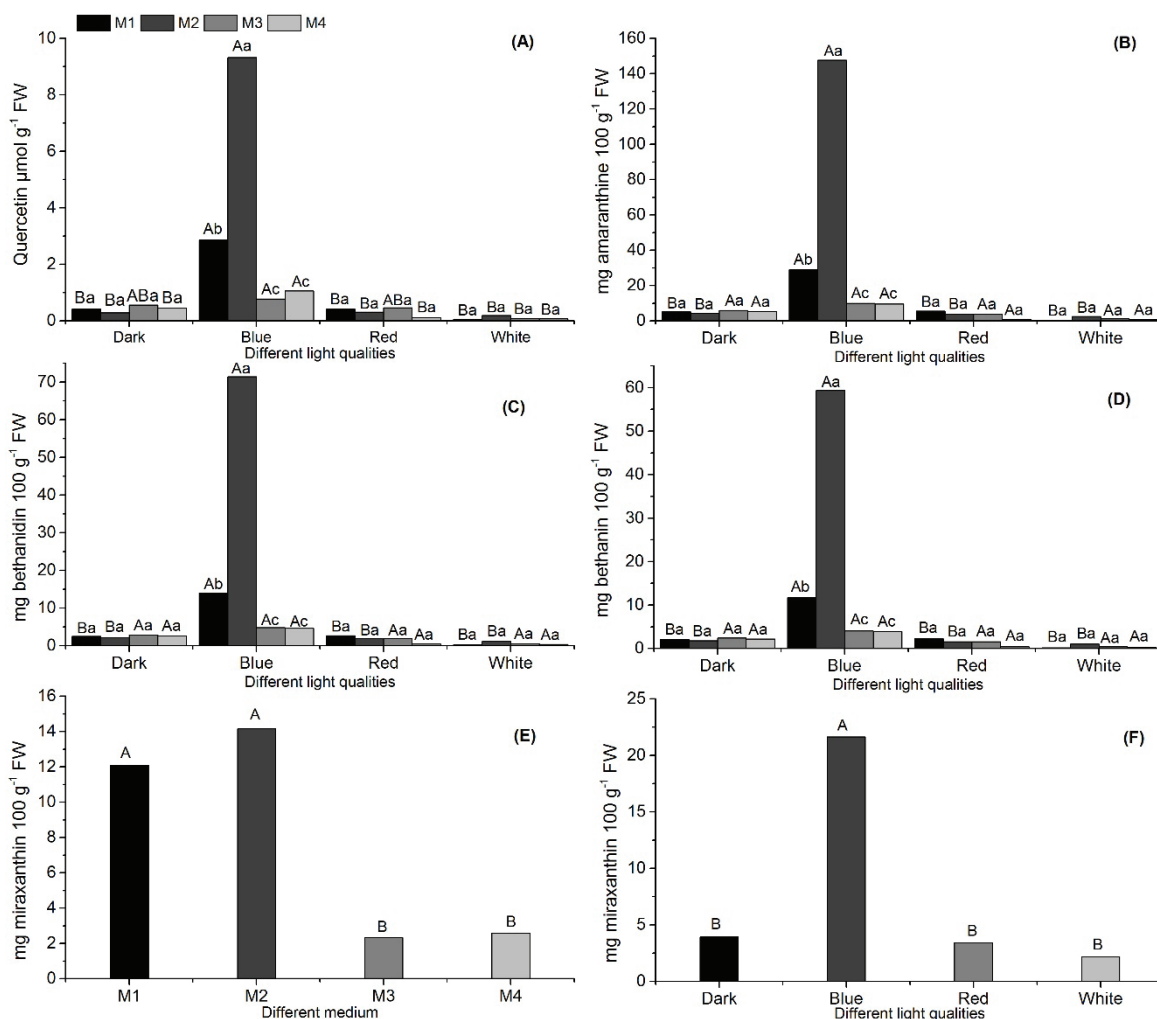 M1 M2 M3 M4
(A)
Quercetin µmol g⁻¹ FW
10
8
6
4
2
0
Ba Ba ABa Ba
Ab Aa Ac Ac
Ba Ba ABa Ba
Ba Ba Ba Ba
Dark Blue Red White
Different light qualities
(B)
mg amaranthine 100 g⁻¹ FW
160
140
120
100
80
60
40
20
0
Ba Ba Aa Aa
Ab Aa Ac Ac
Ba Ba Aa Aa
Ba Ba Aa Aa
Dark Blue Red White
Different light qualities
(C)
mg bethanidin 100 g⁻¹ FW
70
60
50
40
30
20
10
0
Ba Ba Aa Aa
Ab Aa Ac Ac
Ba Ba Aa Aa
Ba Ba Aa Aa
Dark Blue Red White
Different light qualities
(D)
mg bethanin 100 g⁻¹ FW
60
50
40
30
20
10
0
Ba Ba Aa Aa
Ab Aa Ac Ac
Ba Ba Aa Aa
Ba Ba Aa Aa
Dark Blue Red White
Different light qualities
(E)
mg miraxanthin 100 g⁻¹ FW
16
14
12
10
8
6
4
2
0
A A B B
M1 M2 M3 M4
Different medium
(F)
mg miraxanthin 100 g⁻¹ FW
25
20
15
10
5
0
B A B B
Dark Blue Red White
Different light qualities